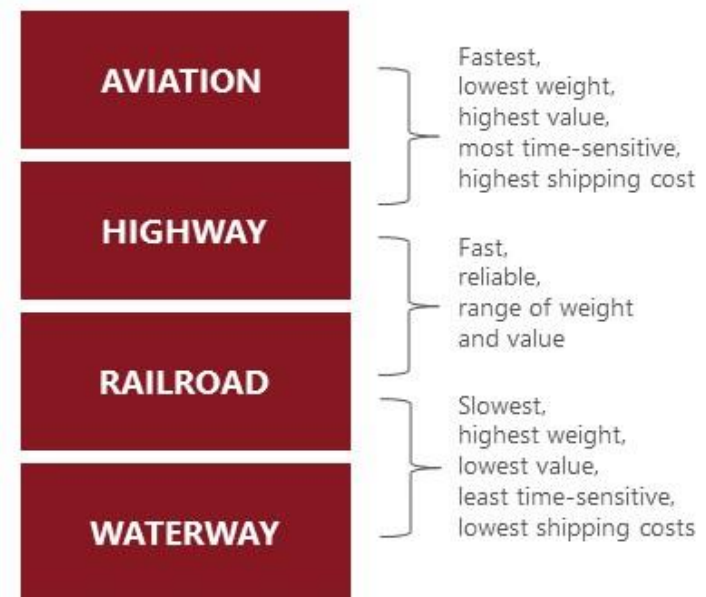 AVIATION
Fastest,
lowest weight,
highest value,
most time-sensitive,
highest shipping cost
HIGHWAY
Fast,
reliable,
range of weight
and value
RAILROAD
Slowest,
highest weight,
lowest value,
least time-sensitive,
lowest shipping costs
WATERWAY